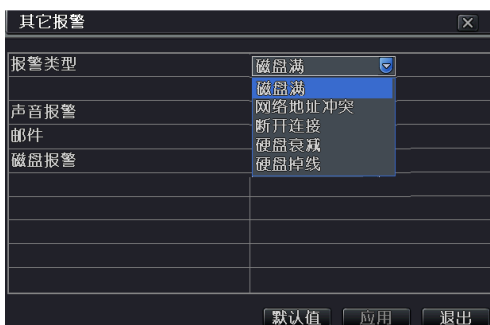 其它报警
报警类型
磁盘满
磁盘满
网络地址冲突
声音报警
断开连接
邮件
硬盘衰减
磁盘报警
硬盘掉线
默认值
应用
退出